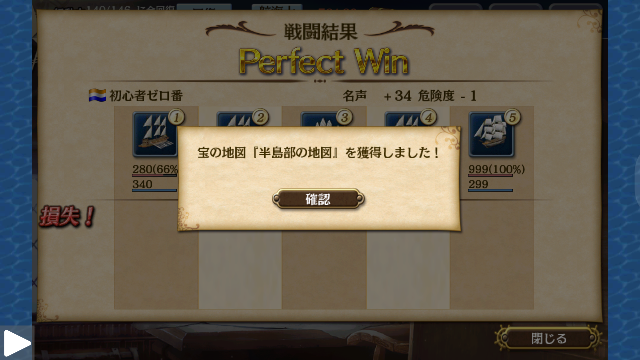 戦闘結果
Perfect Win
初心者ゼロ番 名声 +34 危険度 -1
1 2 3 4 5
宝の地図『半島部の地図』を獲得しました！
280(66% 999(100%)
340 299
確認
損失！
閉じる